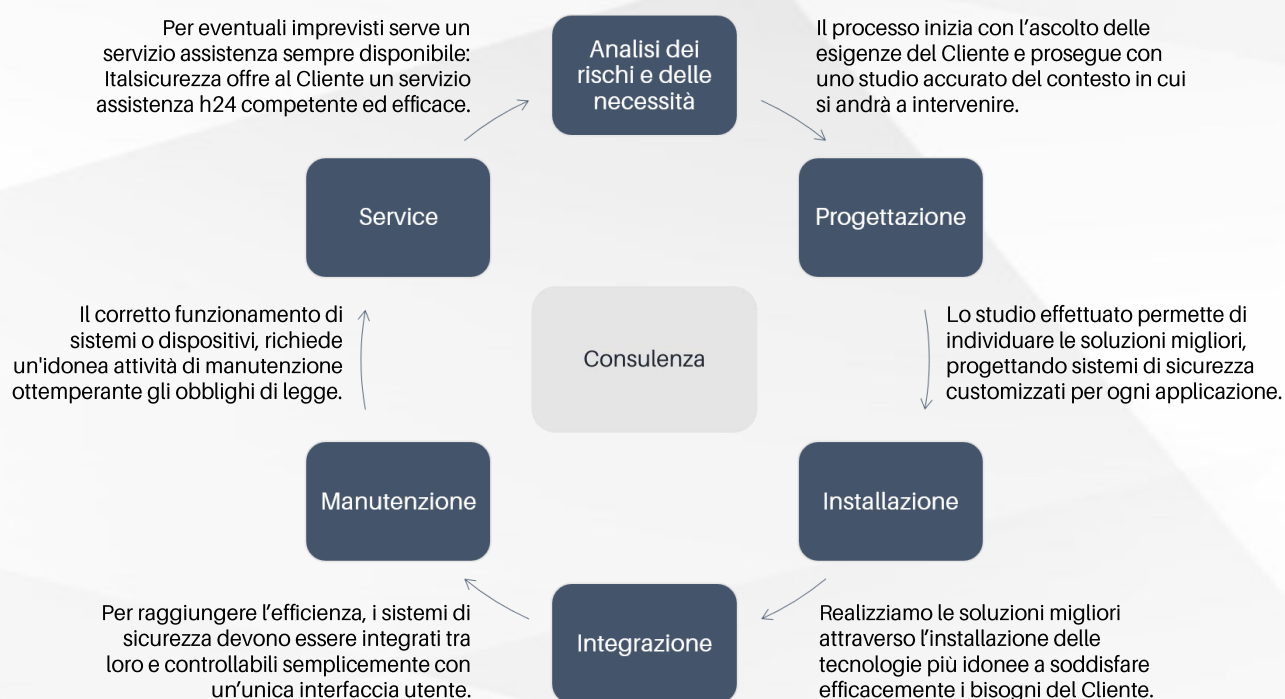 Per eventuali imprevisti serve un
servizio assistenza sempre disponibile:
Italsicurezza offre al Cliente un servizio
assistenza h24 competente ed efficace.
Analisi dei
rischi e delle
necessità
Il processo inizia con l’ascolto delle
esigenze del Cliente e prosegue con
uno studio accurato del contesto in cui
si andrà a intervenire.
Service
Progettazione
Il corretto funzionamento di
sistemi o dispositivi, richiede
un'idonea attività di manutenzione
ottemperante gli obblighi di legge.
Consulenza
Lo studio effettuato permette di
individuare le soluzioni migliori,
progettando sistemi di sicurezza
customizzati per ogni applicazione.
Manutenzione
Installazione
Per raggiungere l’efficienza, i sistemi di
sicurezza devono essere integrati tra
loro e controllabili semplicemente con
un’unica interfaccia utente.
Integrazione
Realizziamo le soluzioni migliori
attraverso l’installazione delle
tecnologie più idonee a soddisfare
efficacemente i bisogni del Cliente.